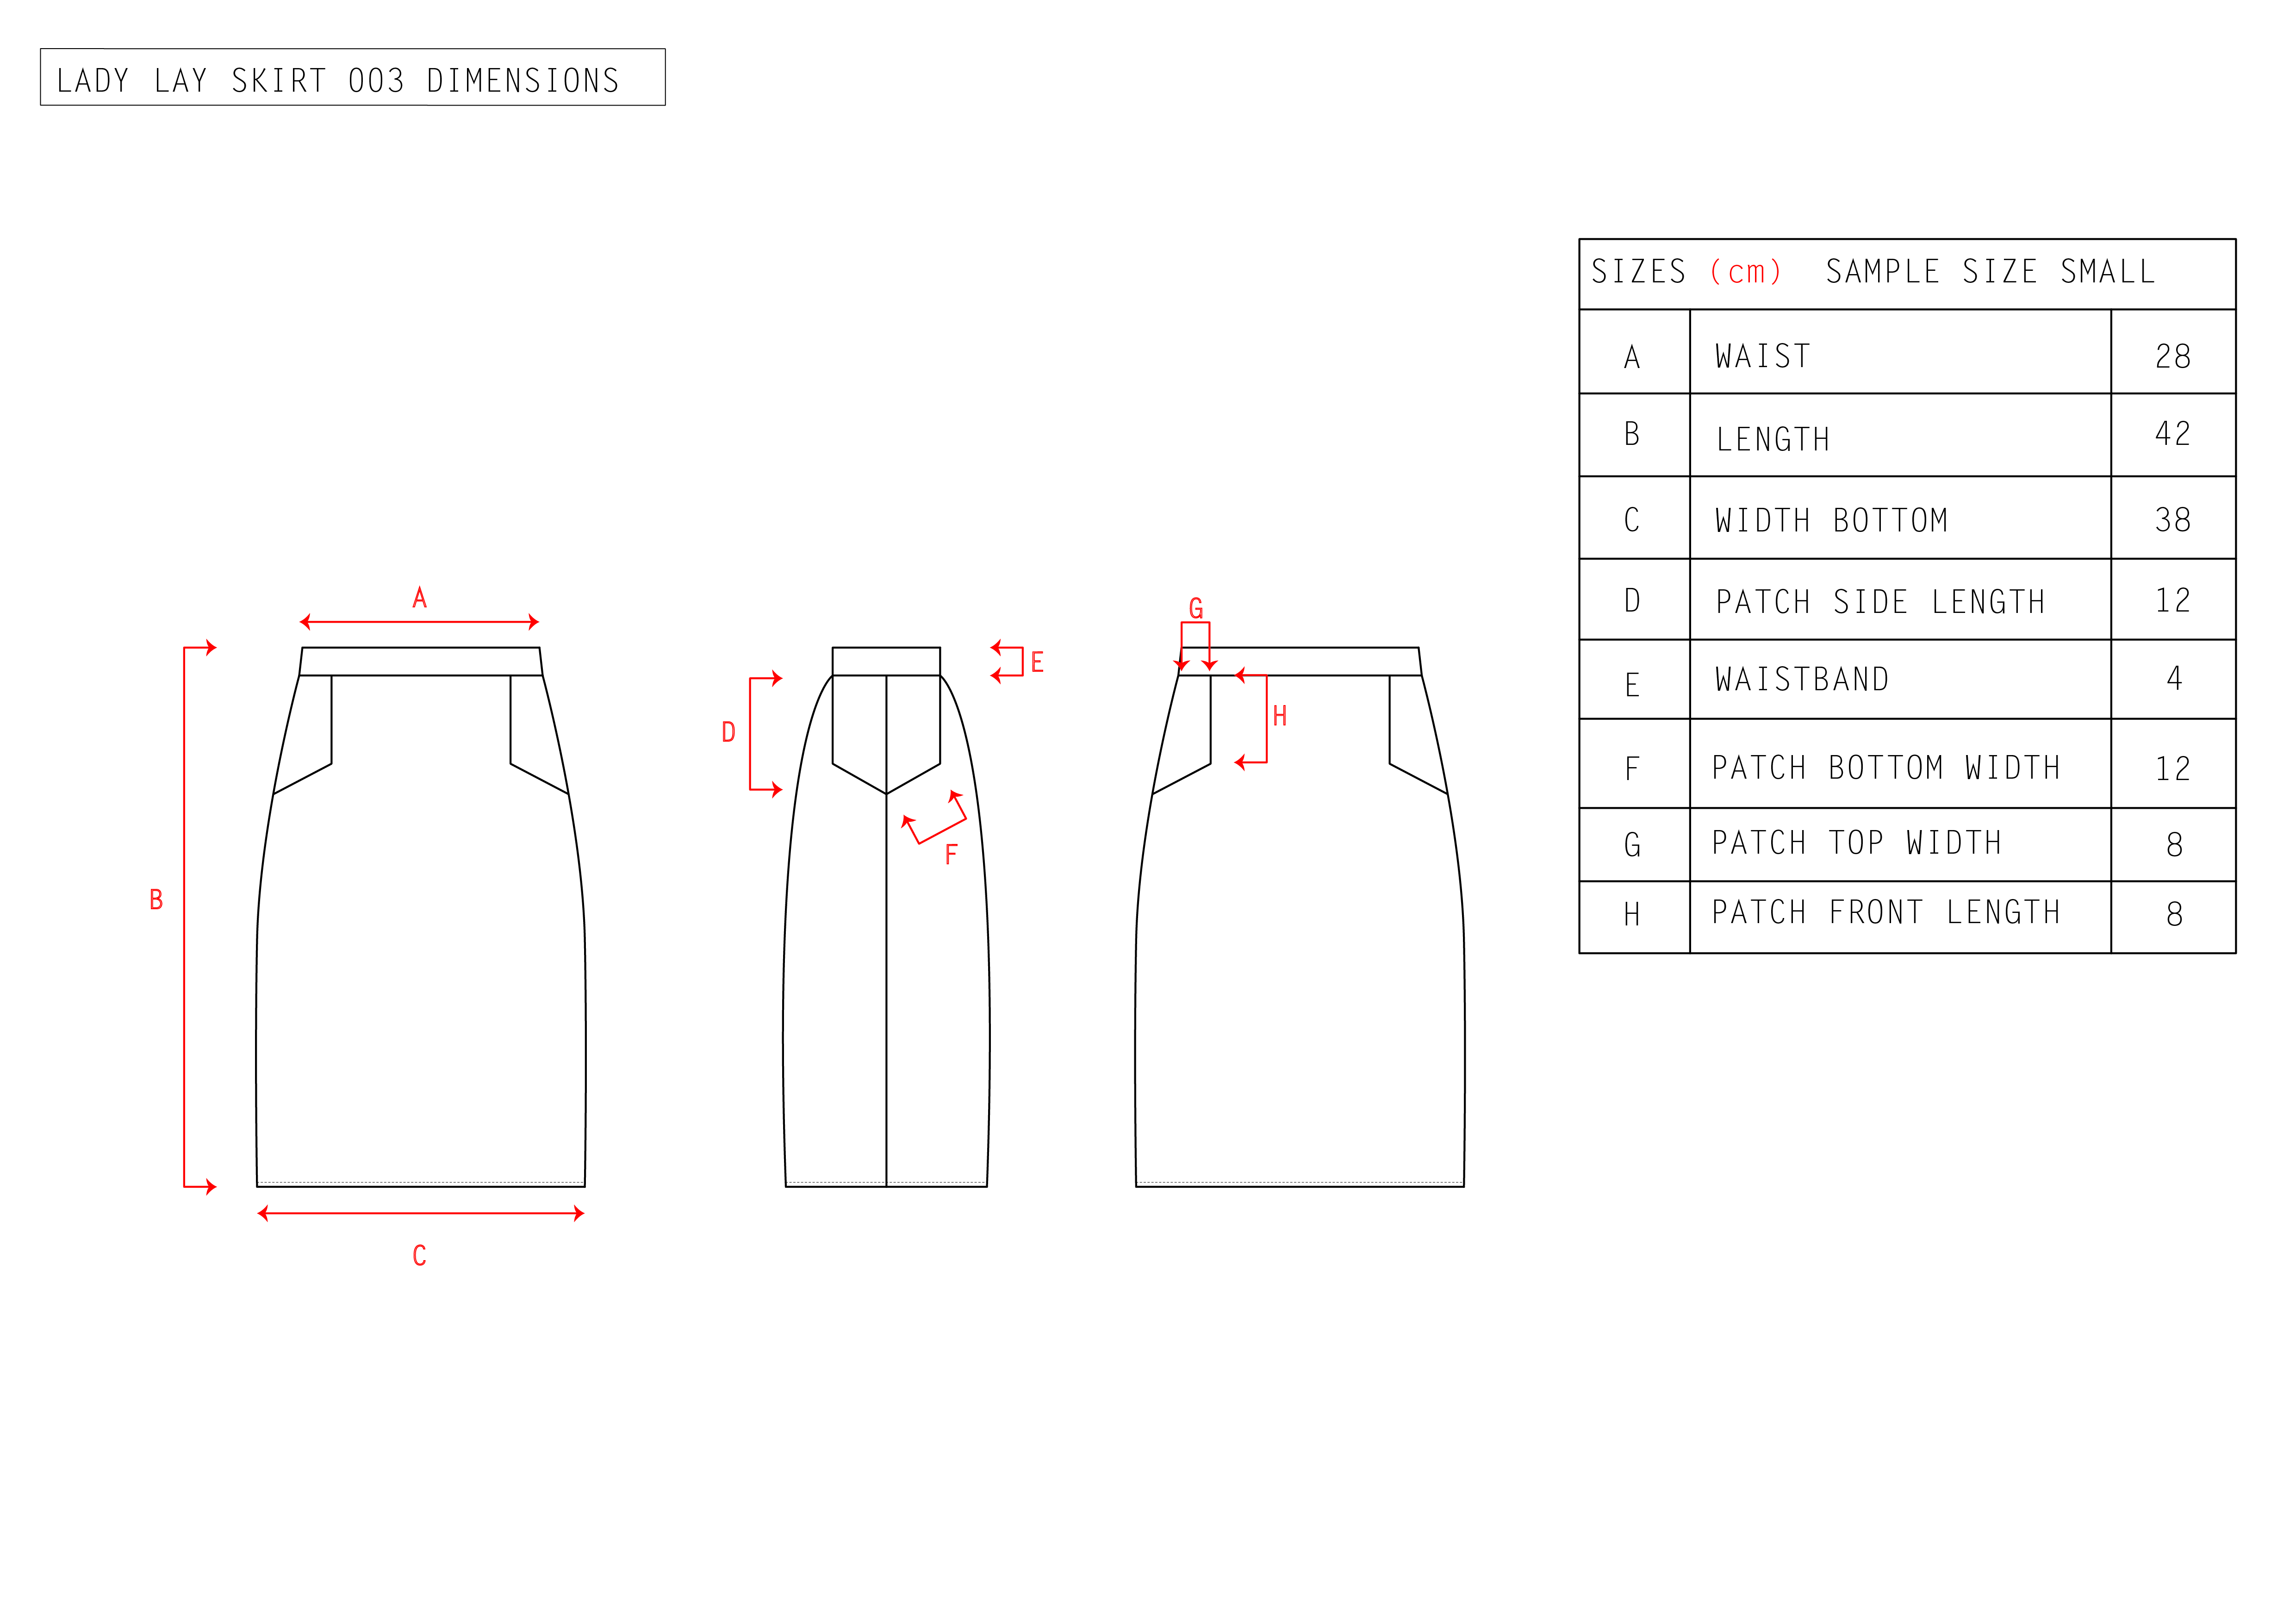 LADY LAY SKIRT 003 DIMENSIONS
SIZES (cm) SAMPLE SIZE SMALL
A WAIST 28
B LENGTH 42
C WIDTH BOTTOM 38
D PATCH SIDE LENGTH 12
E WAISTBAND 4
F PATCH BOTTOM WIDTH 12
G PATCH TOP WIDTH 8
H PATCH FRONT LENGTH 8
A
G
E
D
H
F
B
C